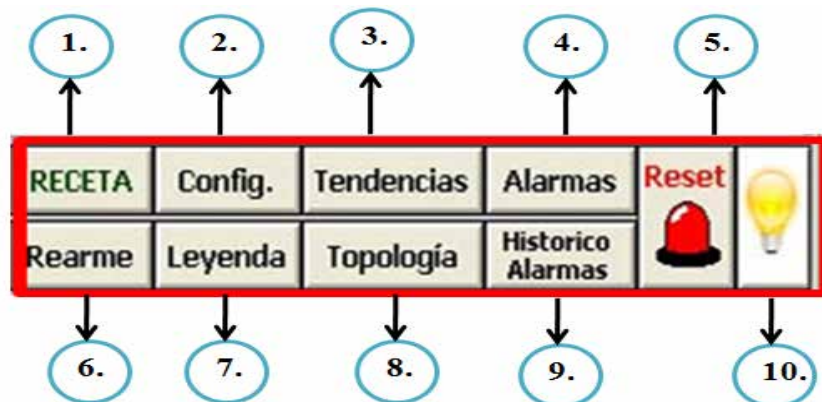 1. 2. 3. 4. 5.
RECETA Config. Tendencias Alarmas Reset
Rearme Leyenda Topología Historico
Alarmas
6. 7. 8. 9. 10.